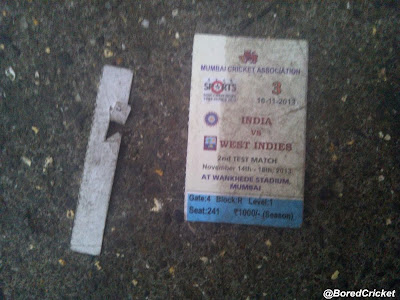 MUMBAI CRICKET ASSOCIATION
SPORTS
3
16-11-2013
INDIA
vs
WEST INDIES
2nd TEST MATCH
November 14th - 18th, 2013
AT WANKHEDE STADIUM,
MUMBAI
Gate:4 Block:R Level:1
Seat:241 ₹1000/- (Season)
@BoredCricket